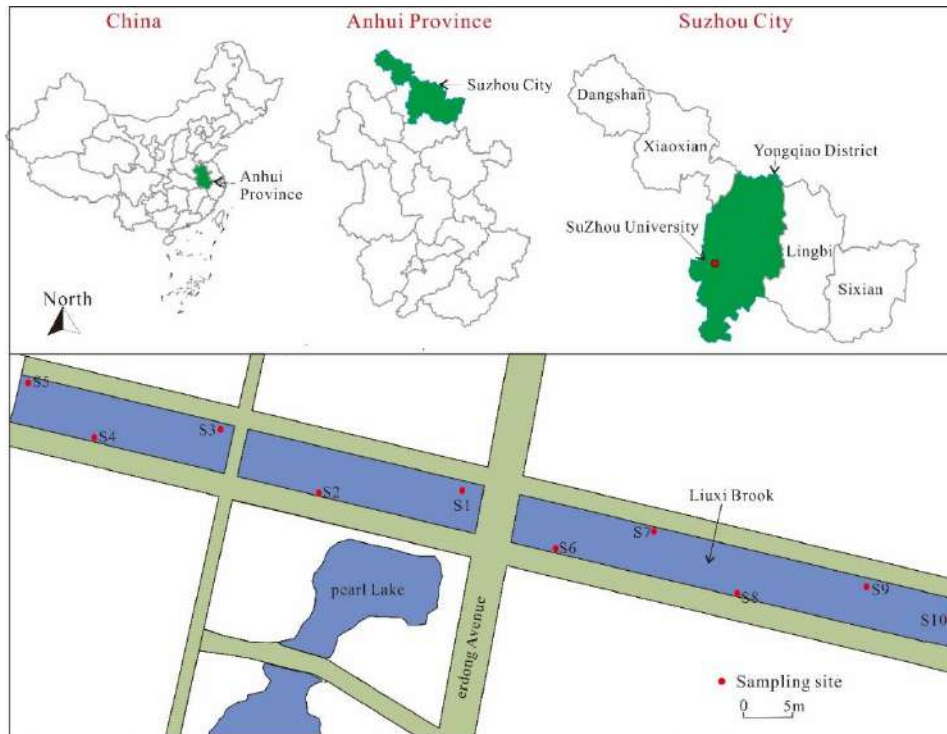 China
Anhui Province
Suzhou City
Suzhou City
Dangshan
Xiaoxian
Yongqiao District
Anhui
Province
SuZhou University
Lingbi
Sixian
North
S5
S4
S3
S2
S1
Liuxi Brook
S7
S6
S8
S9
S10
pearl Lake
erdong Avenue
Sampling site
0 5m